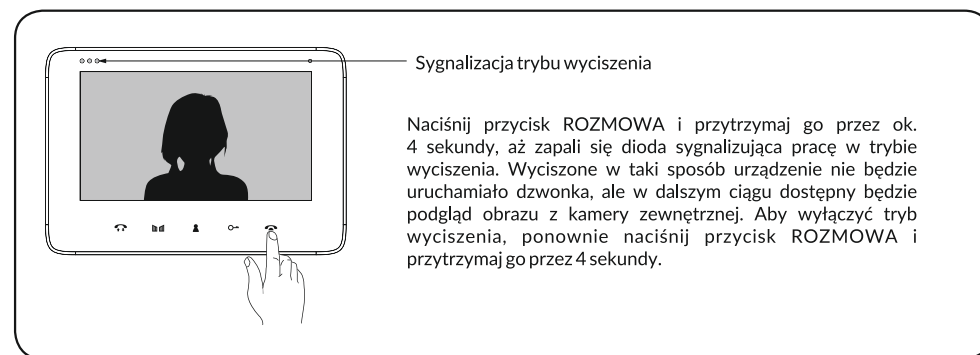 Sygnalizacja trybu wyciszenia
Naciśnij przycisk ROZMOWA i przytrzymaj go przez ok.
4 sekundy, aż zapali się dioda sygnalizująca pracę w trybie
wyciszenia. Wyciszone w taki sposób urządzenie nie będzie
uruchamiało dzwonka, ale w dalszym ciągu dostępny będzie
podgląd obrazu z kamery zewnętrznej. Aby wyłączyć tryb
wyciszenia, ponownie naciśnij przycisk ROZMOWA i
przytrzymaj go przez 4 sekundy.